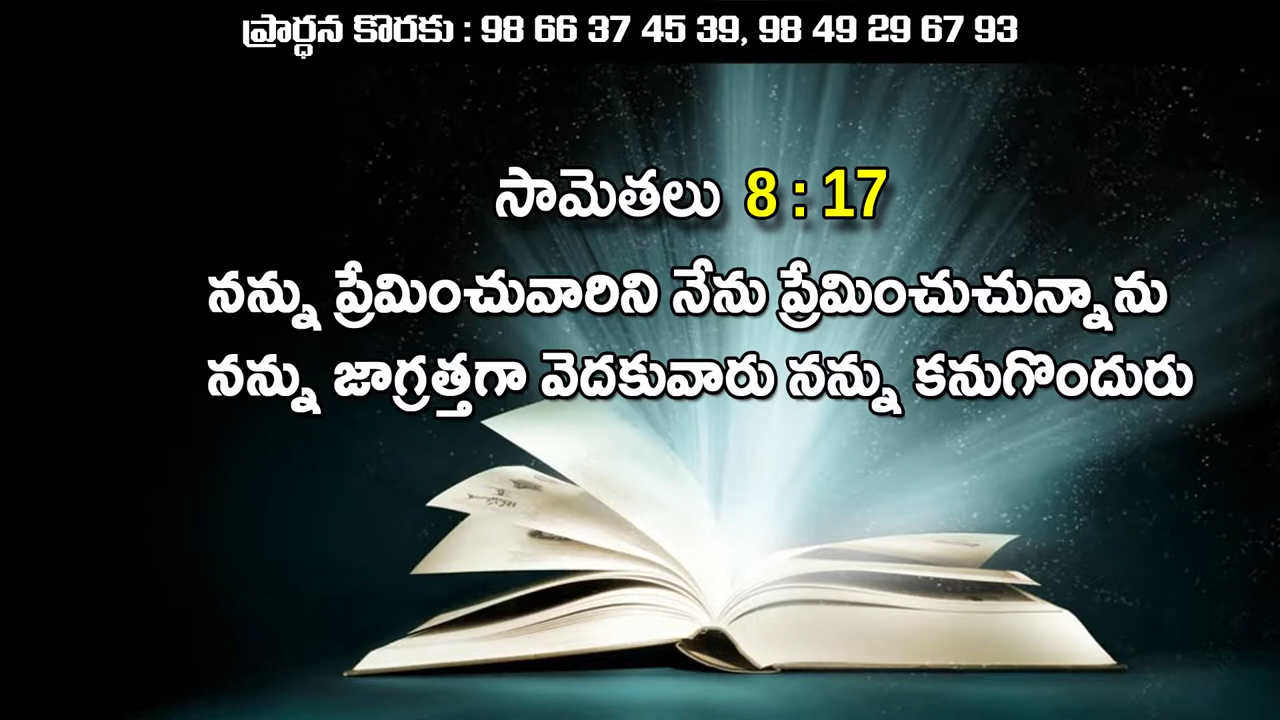 ప్రార్ధన కొరకు : 98 66 37 45 39, 98 49 29 67 93
సామెతలు 8 : 17
నన్ను ప్రేమించువారిని నేను ప్రేమించుచున్నాను
నన్ను జాగ్రత్తగా వెదకువారు నన్ను కనుగొందురు